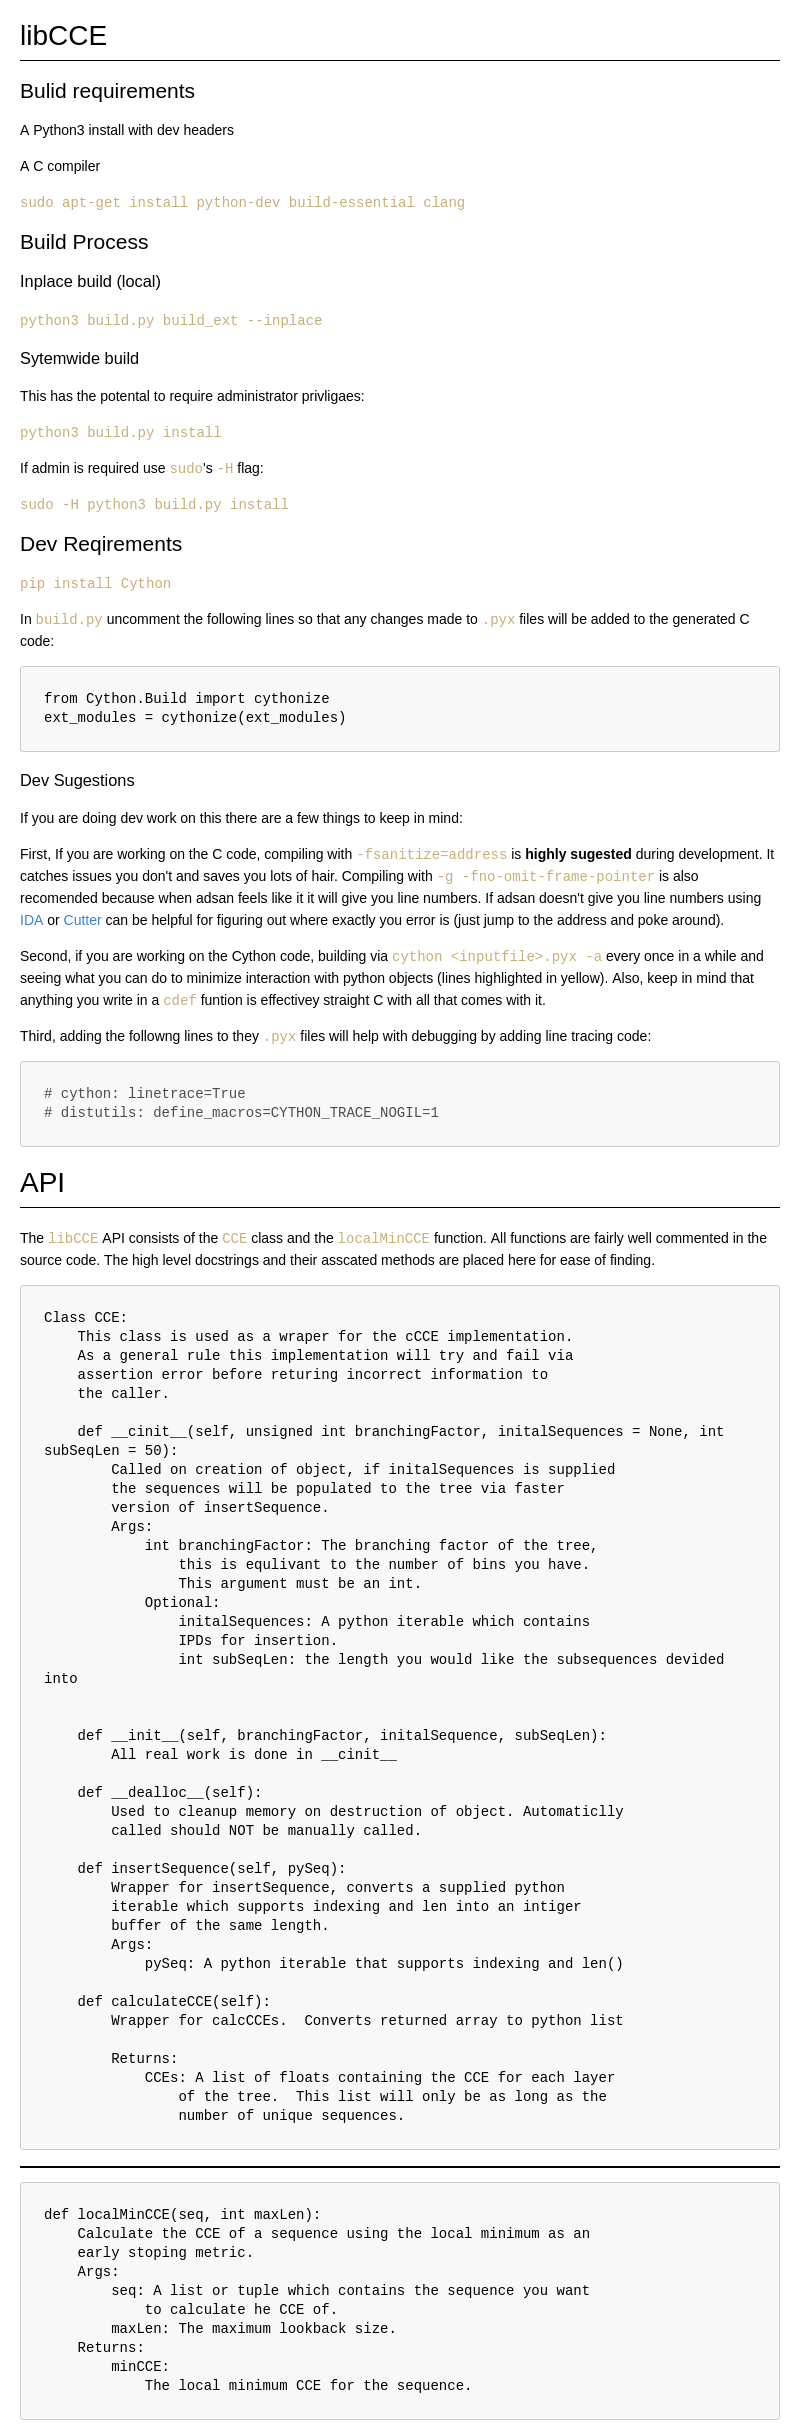 libCCE
Bulid requirements
A Python3 install with dev headers
A C compiler
sudo apt-get install python-dev build-essential clang
Build Process
Inplace build (local)
python3 build.py build_ext --inplace
Sytemwide build
This has the potental to require administrator privligaes:
python3 build.py install
If admin is required use sudo's -H flag:
sudo -H python3 build.py install
Dev Reqirements
pip install Cython
In build.py uncomment the following lines so that any changes made to .pyx files will be added to the generated C
code:
from Cython.Build import cythonize
ext_modules = cythonize(ext_modules)
Dev Sugestions
If you are doing dev work on this there are a few things to keep in mind:
First, If you are working on the C code, compiling with -fsanitize=address is highly sugested during development. It
catches issues you don't and saves you lots of hair. Compiling with -g -fno-omit-frame-pointer is also
recomended because when adsan feels like it it will give you line numbers. If adsan doesn't give you line numbers using
IDA or Cutter can be helpful for figuring out where exactly you error is (just jump to the address and poke around).
Second, if you are working on the Cython code, building via cython <inputfile>.pyx -a every once in a while and
seeing what you can do to minimize interaction with python objects (lines highlighted in yellow). Also, keep in mind that
anything you write in a cdef funtion is effectivey straight C with all that comes with it.
Third, adding the followng lines to they .pyx files will help with debugging by adding line tracing code:
# cython: linetrace=True
# distutils: define_macros=CYTHON_TRACE_NOGIL=1
API
The libCCE API consists of the CCE class and the localMinCCE function. All functions are fairly well commented in the
source code. The high level docstrings and their asscated methods are placed here for ease of finding.
Class CCE:
    This class is used as a wraper for the cCCE implementation.
    As a general rule this implementation will try and fail via
    assertion error before returing incorrect information to
    the caller.
    def __cinit__(self, unsigned int branchingFactor, initalSequences = None, int
subSeqLen = 50):
        Called on creation of object, if initalSequences is supplied
        the sequences will be populated to the tree via faster
        version of insertSequence.
        Args:
            int branchingFactor: The branching factor of the tree,
                this is equlivant to the number of bins you have.
                This argument must be an int.
            Optional:
                initalSequences: A python iterable which contains
                IPDs for insertion.
                int subSeqLen: the length you would like the subsequences devided
into
    def __init__(self, branchingFactor, initalSequence, subSeqLen):
        All real work is done in __cinit__
    def __dealloc__(self):
        Used to cleanup memory on destruction of object. Automaticlly
        called should NOT be manually called.
    def insertSequence(self, pySeq):
        Wrapper for insertSequence, converts a supplied python
        iterable which supports indexing and len into an intiger
        buffer of the same length.
        Args:
            pySeq: A python iterable that supports indexing and len()
    def calculateCCE(self):
        Wrapper for calcCCEs.  Converts returned array to python list
        Returns:
            CCEs: A list of floats containing the CCE for each layer
                of the tree.  This list will only be as long as the
                number of unique sequences.
def localMinCCE(seq, int maxLen):
    Calculate the CCE of a sequence using the local minimum as an
    early stoping metric.
    Args:
        seq: A list or tuple which contains the sequence you want
            to calculate he CCE of.
        maxLen: The maximum lookback size.
    Returns:
        minCCE:
            The local minimum CCE for the sequence.